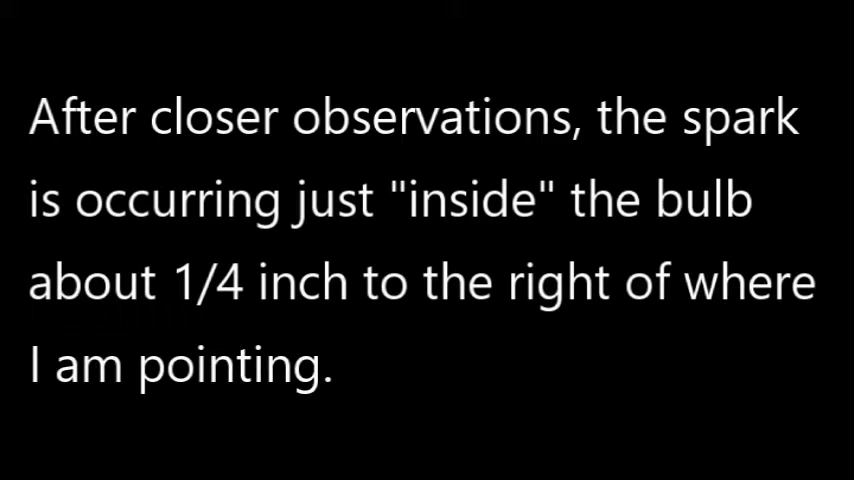 After closer observations, the spark
is occurring just "inside" the bulb
about 1/4 inch to the right of where
I am pointing.